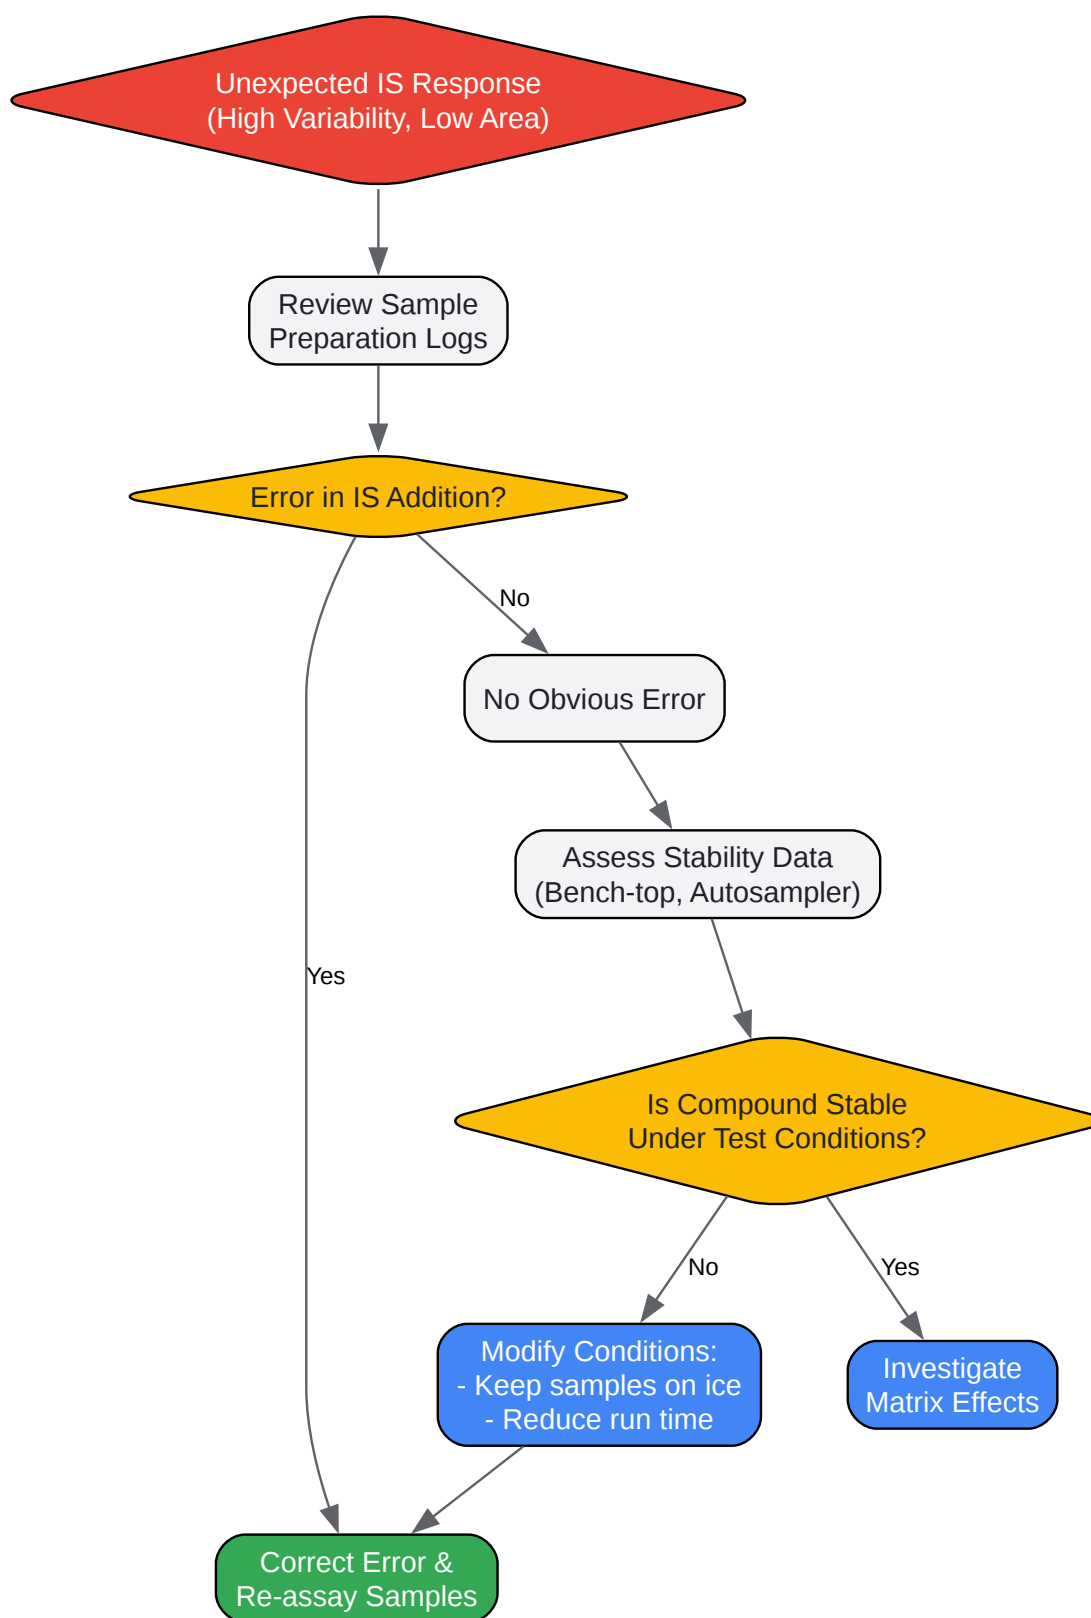 Unexpected IS Response
(High Variability, Low Area)
Review Sample
Preparation Logs
Error in IS Addition?
No
No Obvious Error
Assess Stability Data
(Bench-top, Autosampler)
Yes
Is Compound Stable
Under Test Conditions?
No
Yes
Modify Conditions:
- Keep samples on ice
- Reduce run time
Investigate
Matrix Effects
Correct Error &
Re-assay Samples